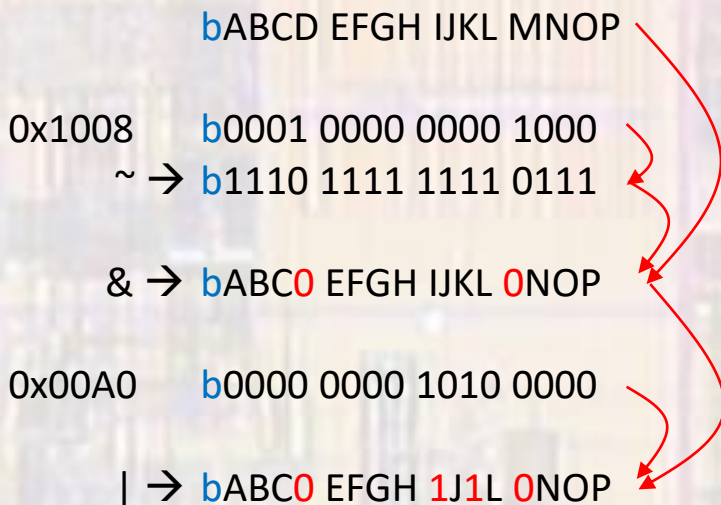 bABCD EFGH IJKL MNOP
0x1008 b0001 0000 0000 1000
~ → b1110 1111 1111 0111
& → bABC0 EFGH IJKL 0NOP
0x00A0 b0000 0000 1010 0000
| → bABC0 EFGH 1J1L 0NOP